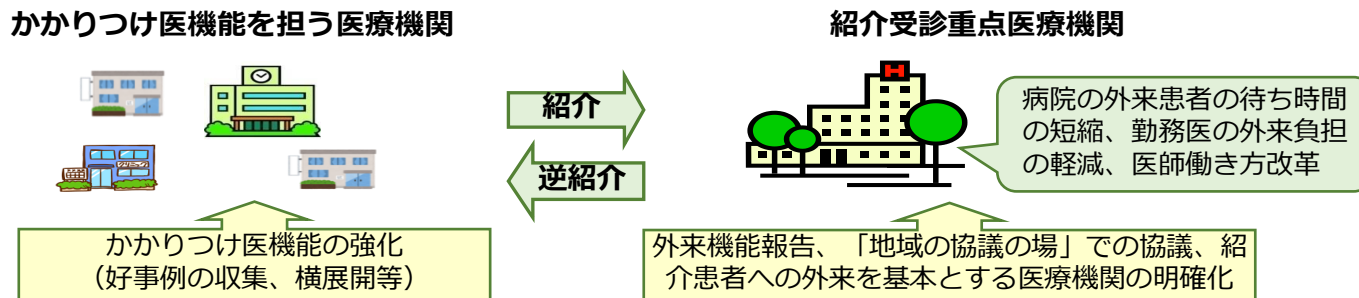 かかりつけ医機能を担う医療機関
紹介受診重点医療機関
紹介
逆紹介
病院の外来患者の待ち時間
の短縮、勤務医の外来負担
の軽減、医師働き方改革
かかりつけ医機能の強化
（好事例の収集、横展開等）
外来機能報告、「地域の協議の場」での協議、紹
介患者への外来を基本とする医療機関の明確化